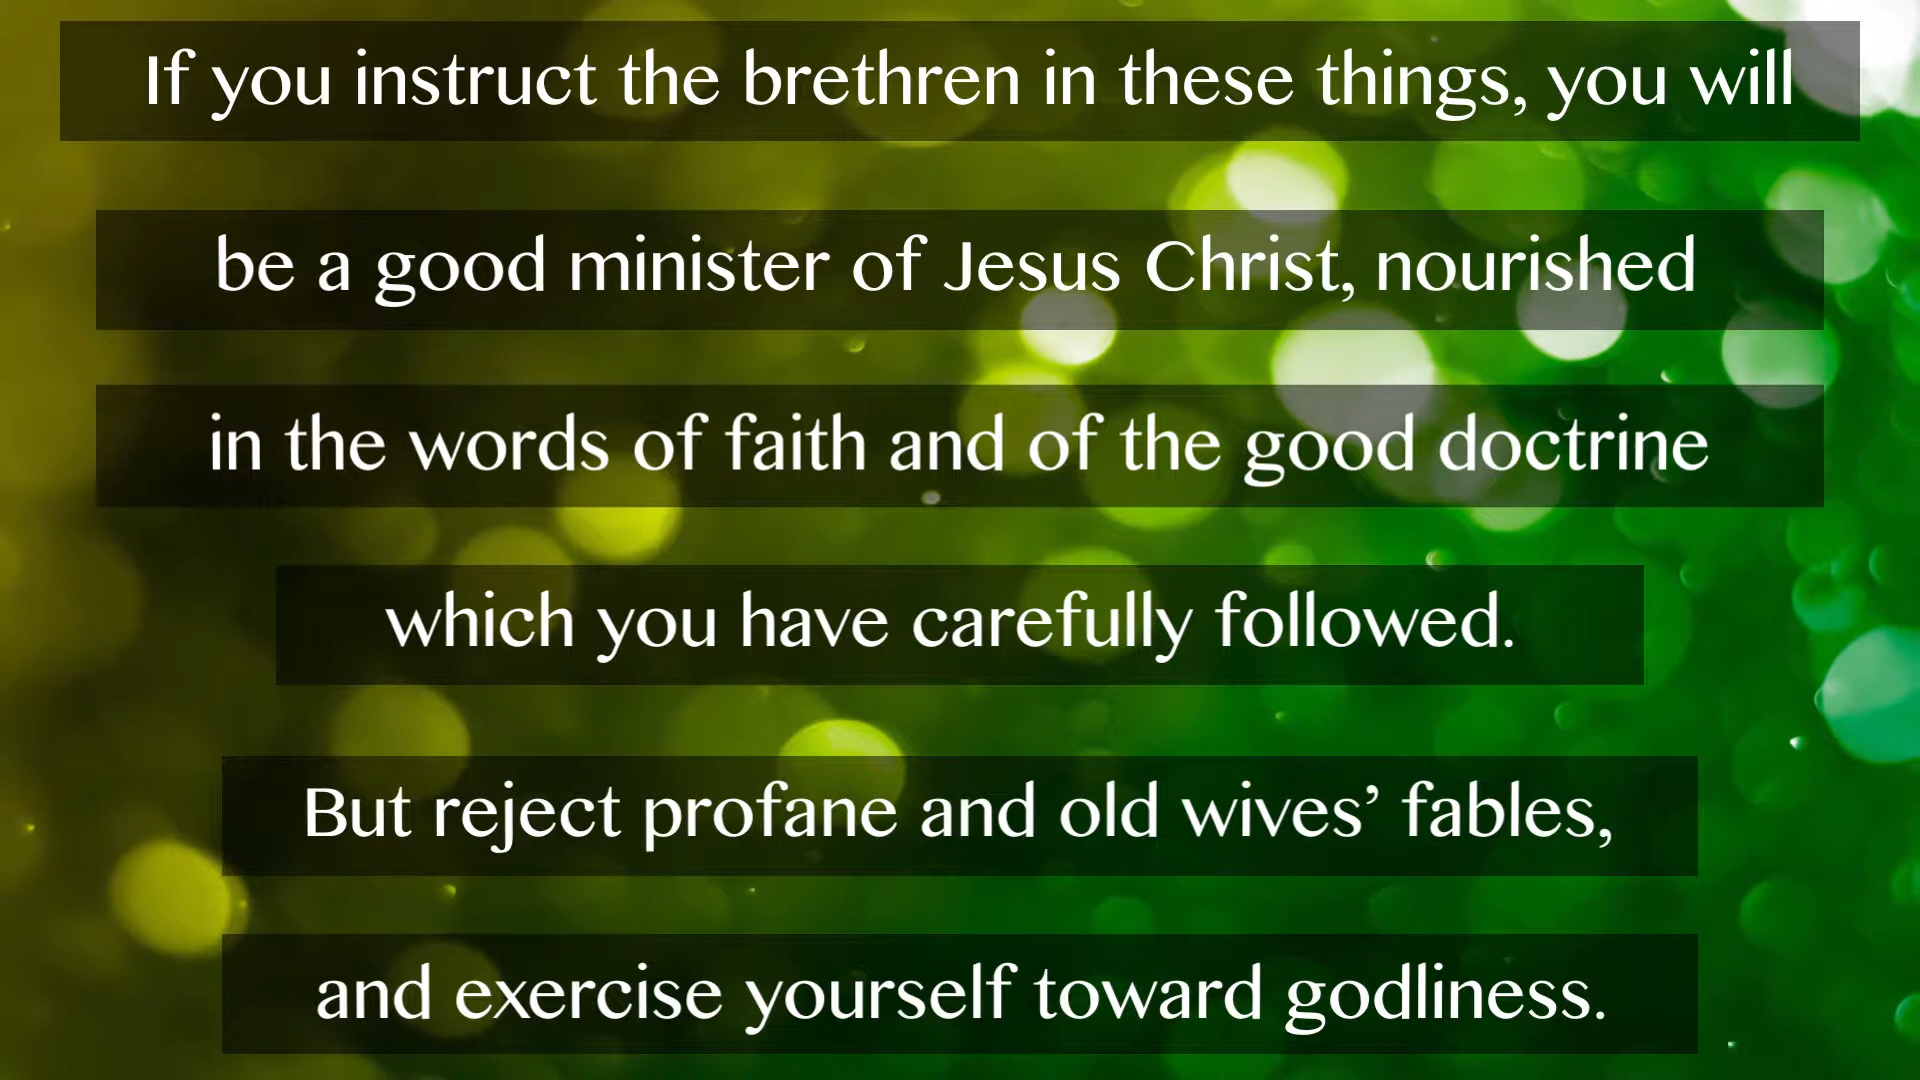 If you instruct the brethren in these things, you will
be a good minister of Jesus Christ, nourished
in the words of faith and of the good doctrine
which you have carefully followed.
But reject profane and old wives’ fables,
and exercise yourself toward godliness.